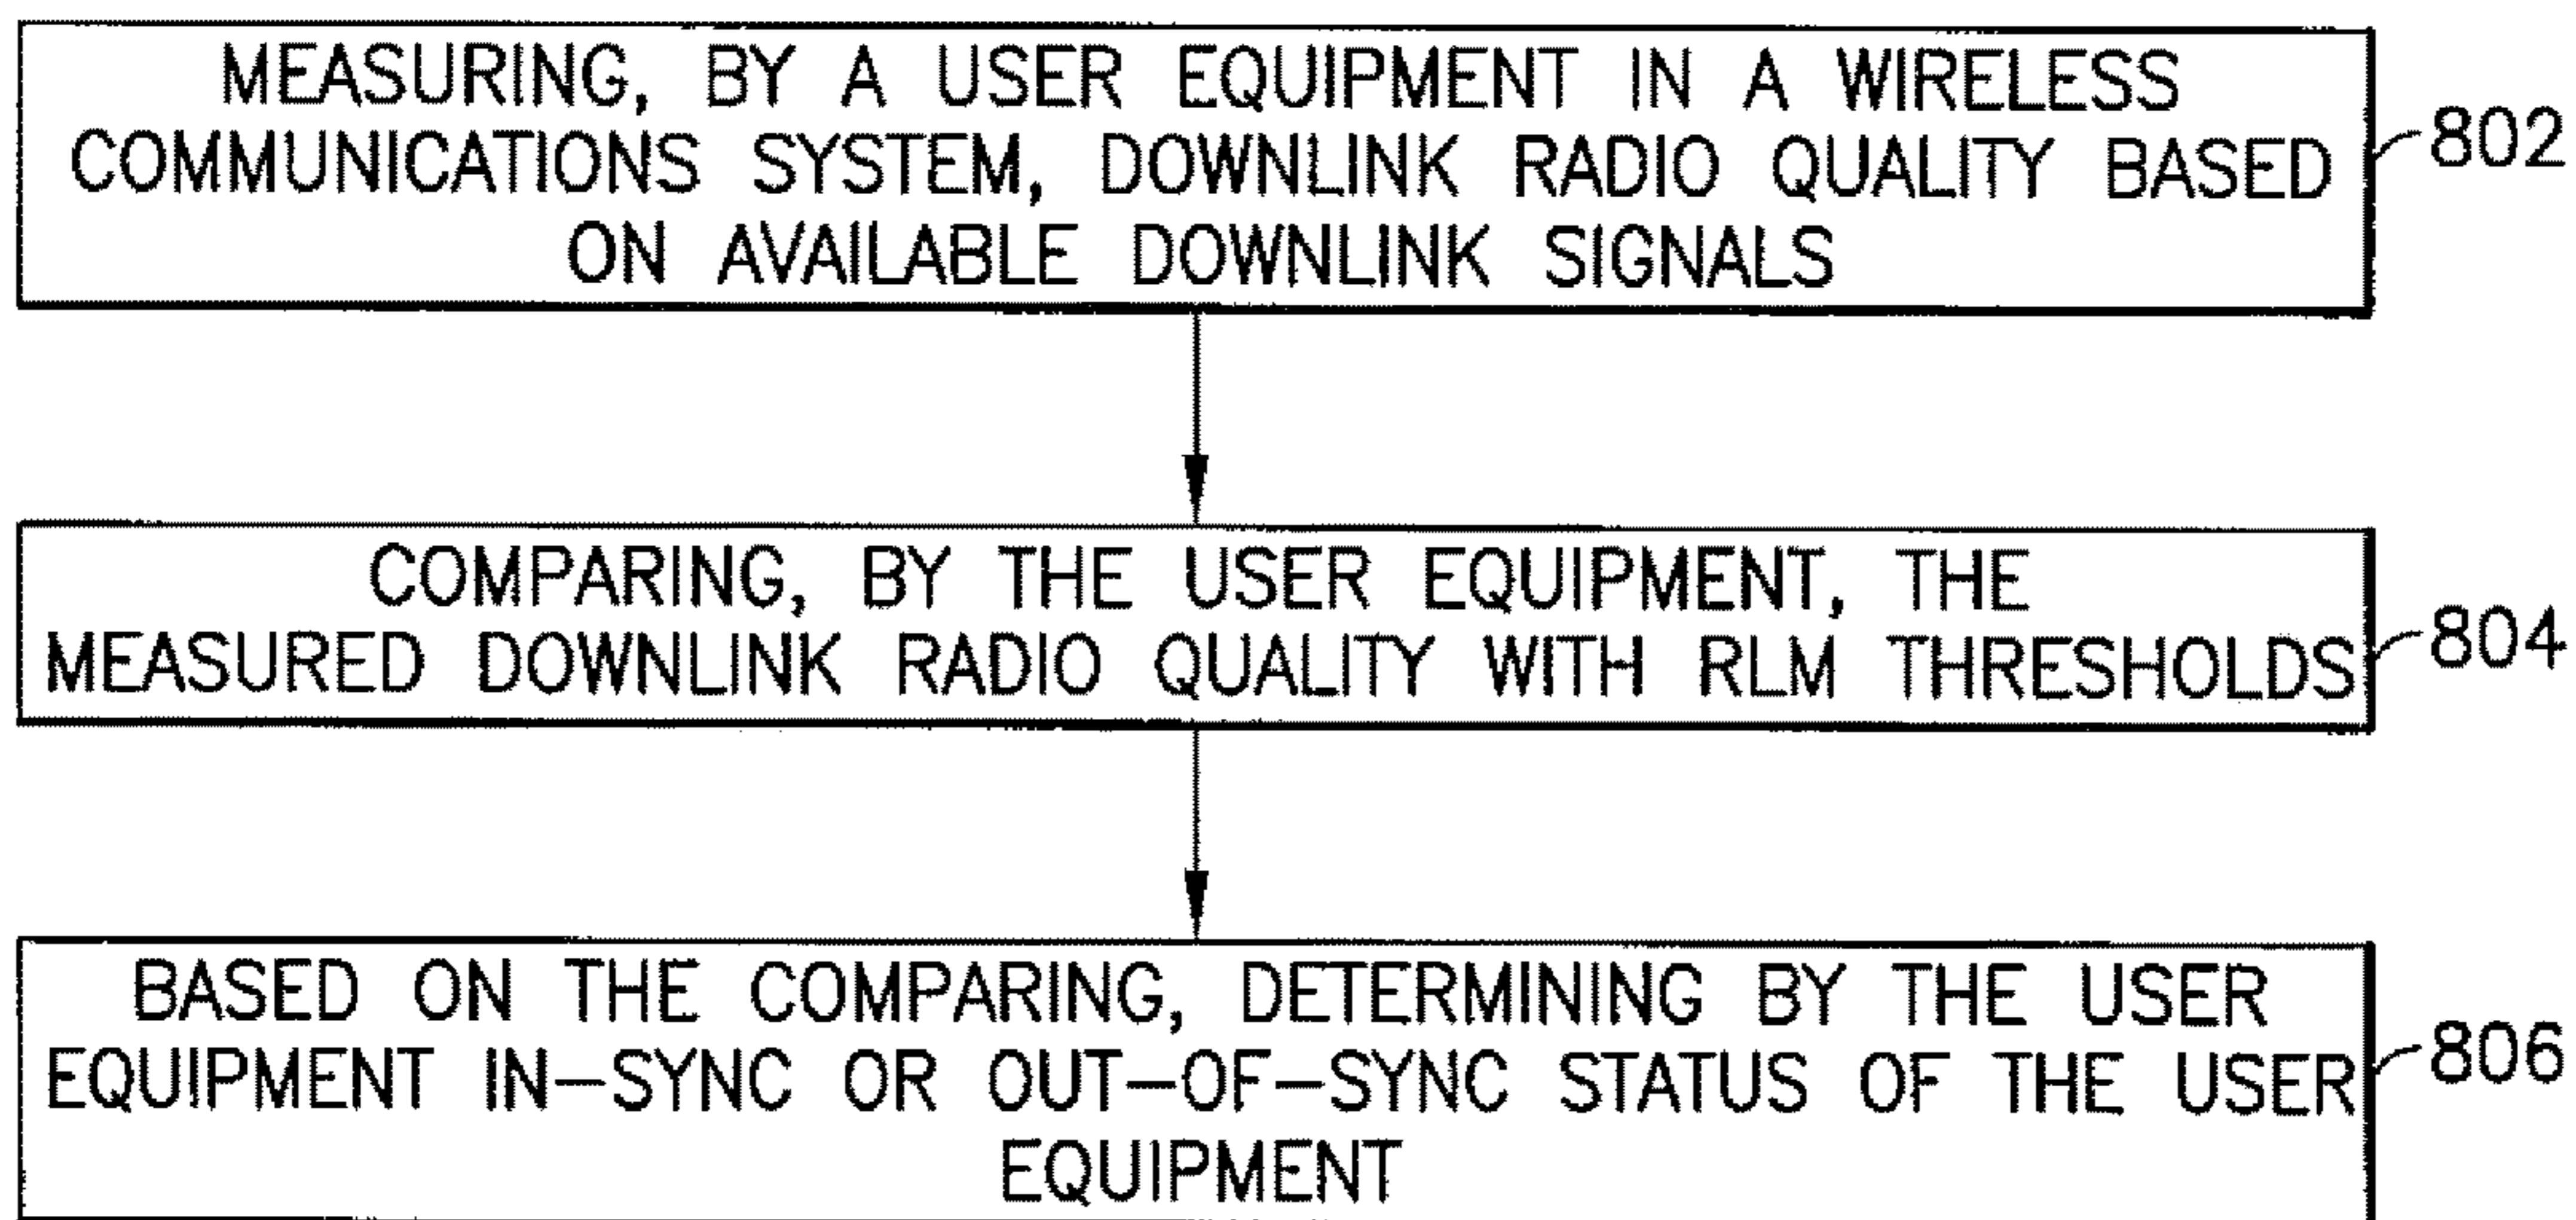 MEASURING, BY A USER EQUIPMENT IN A WIRELESS
COMMUNICATIONS SYSTEM, DOWNLINK RADIO QUALITY BASED
ON AVAILABLE DOWNLINK SIGNALS
802
COMPARING, BY THE USER EQUIPMENT, THE
MEASURED DOWNLINK RADIO QUALITY WITH RLM THRESHOLDS
804
BASED ON THE COMPARING, DETERMINING BY THE USER
EQUIPMENT IN-SYNC OR OUT-OF-SYNC STATUS OF THE USER
EQUIPMENT
806